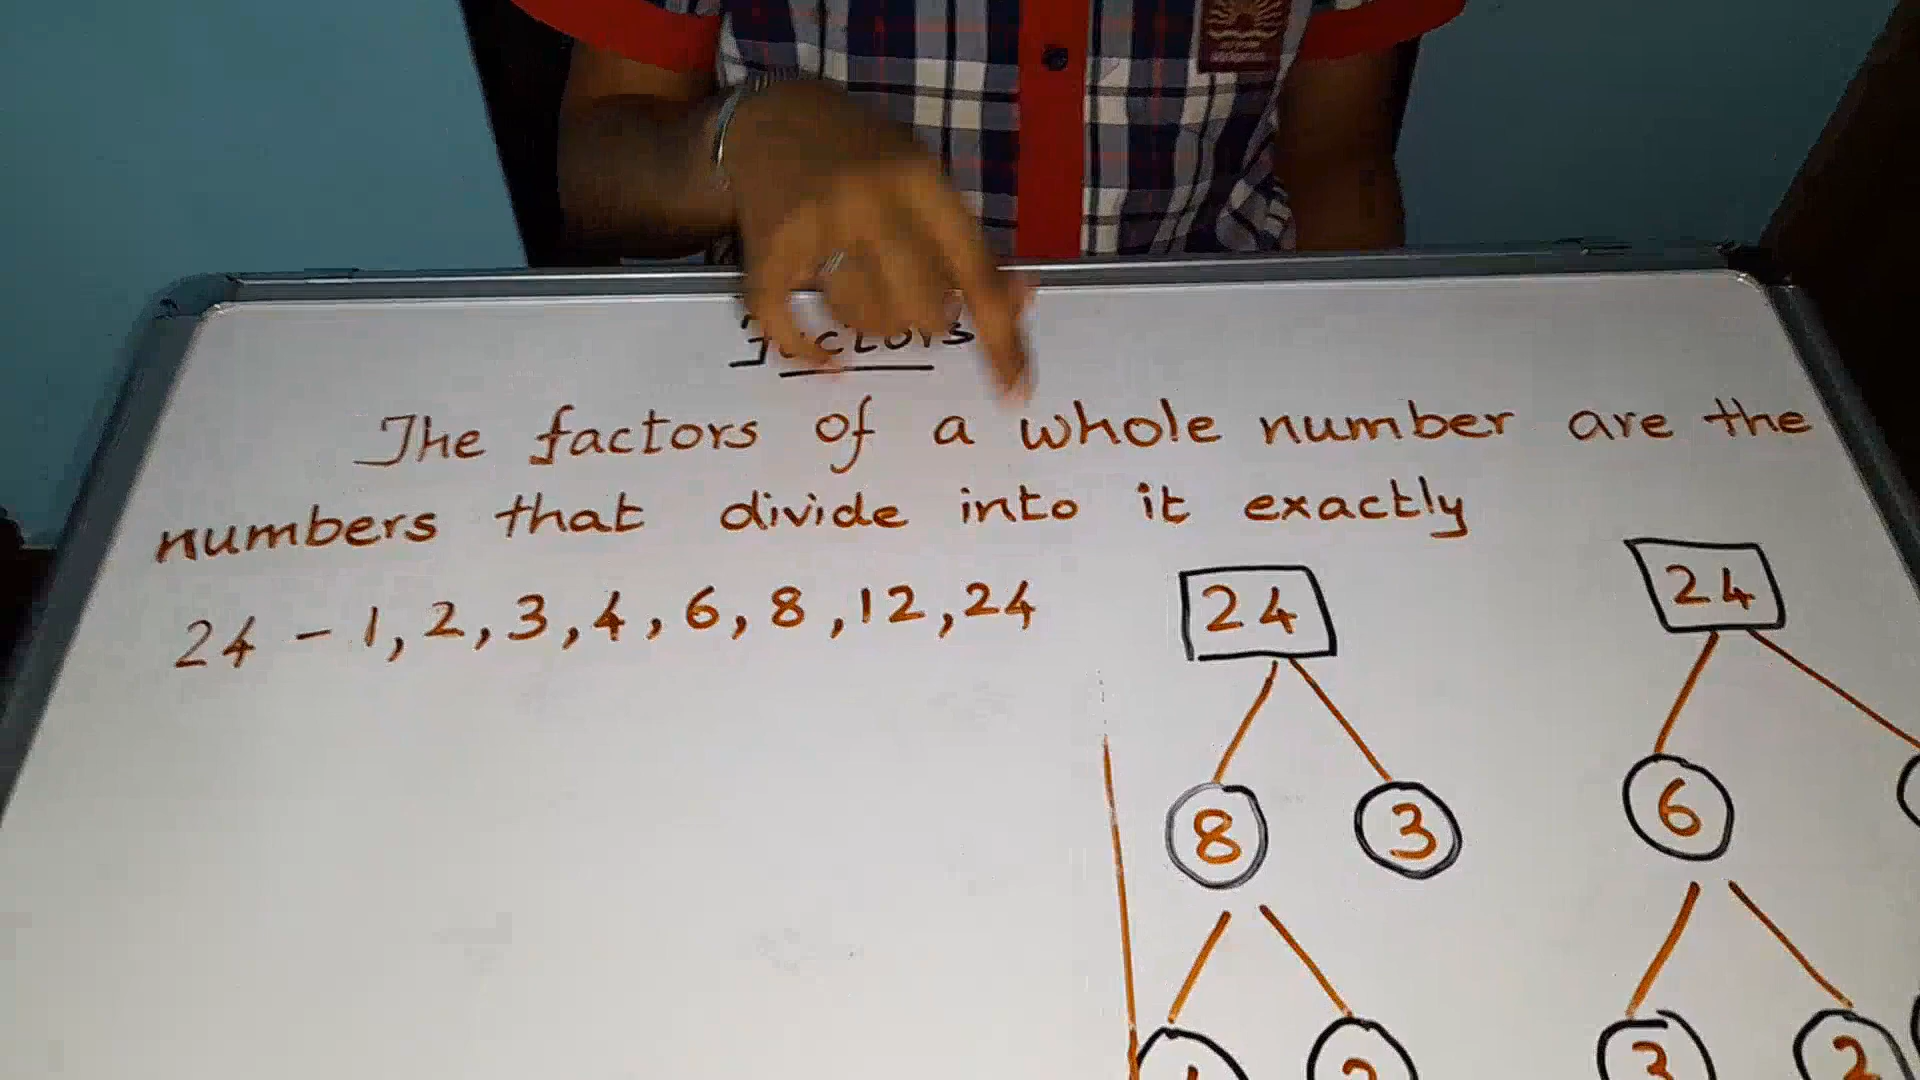 Factors
The factors of a whole number are the
numbers that divide into it exactly
24 - 1, 2, 3, 4, 6, 8, 12, 24
24 24
8 3 6
3 2